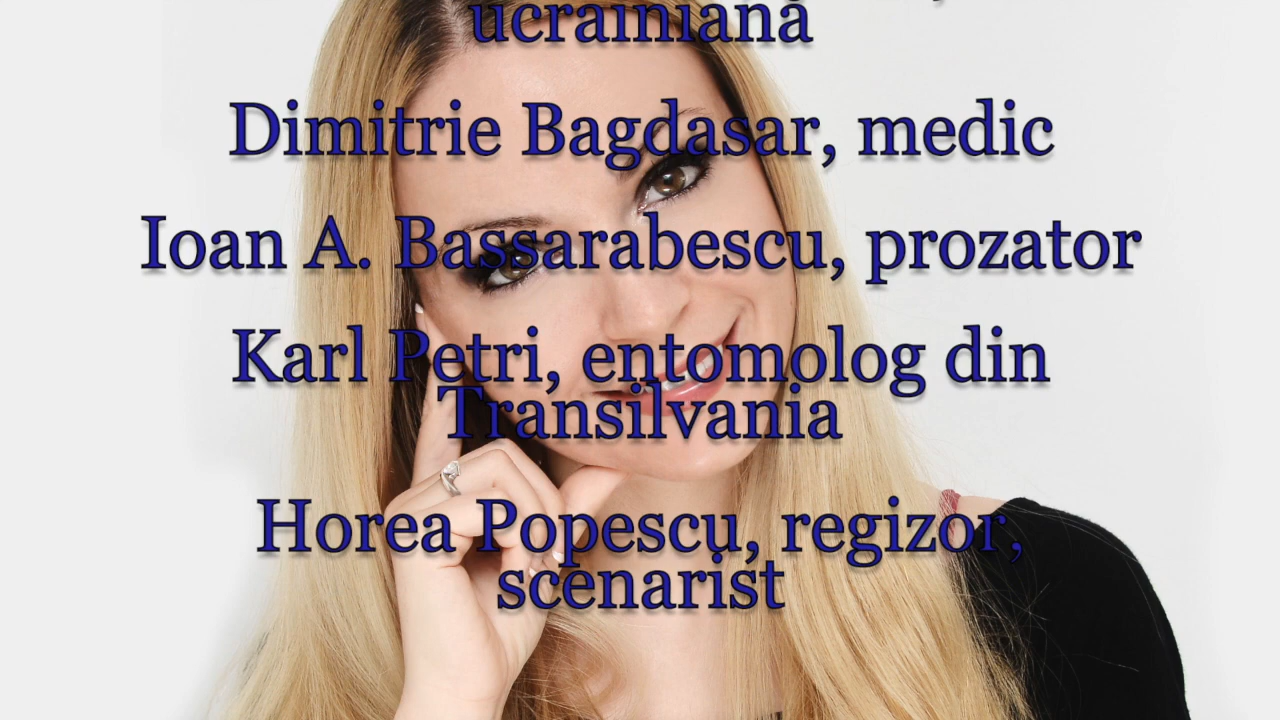 ucrainiană
Dimitrie Bagdasar, medic
Ioan A. Bassarabescu, prozator
Karl Petri, entomolog din
Transilvania
Horea Popescu, regizor,
scenarist